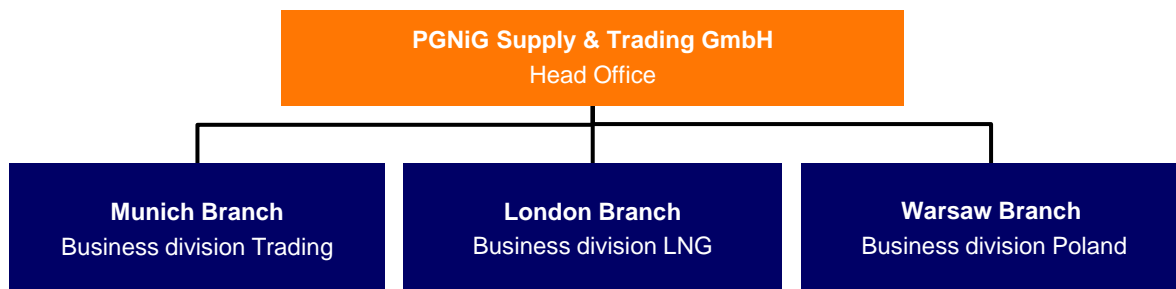 PGNiG Supply & Trading GmbH
Head Office
Munich Branch
Business division Trading
London Branch
Business division LNG
Warsaw Branch
Business division Poland